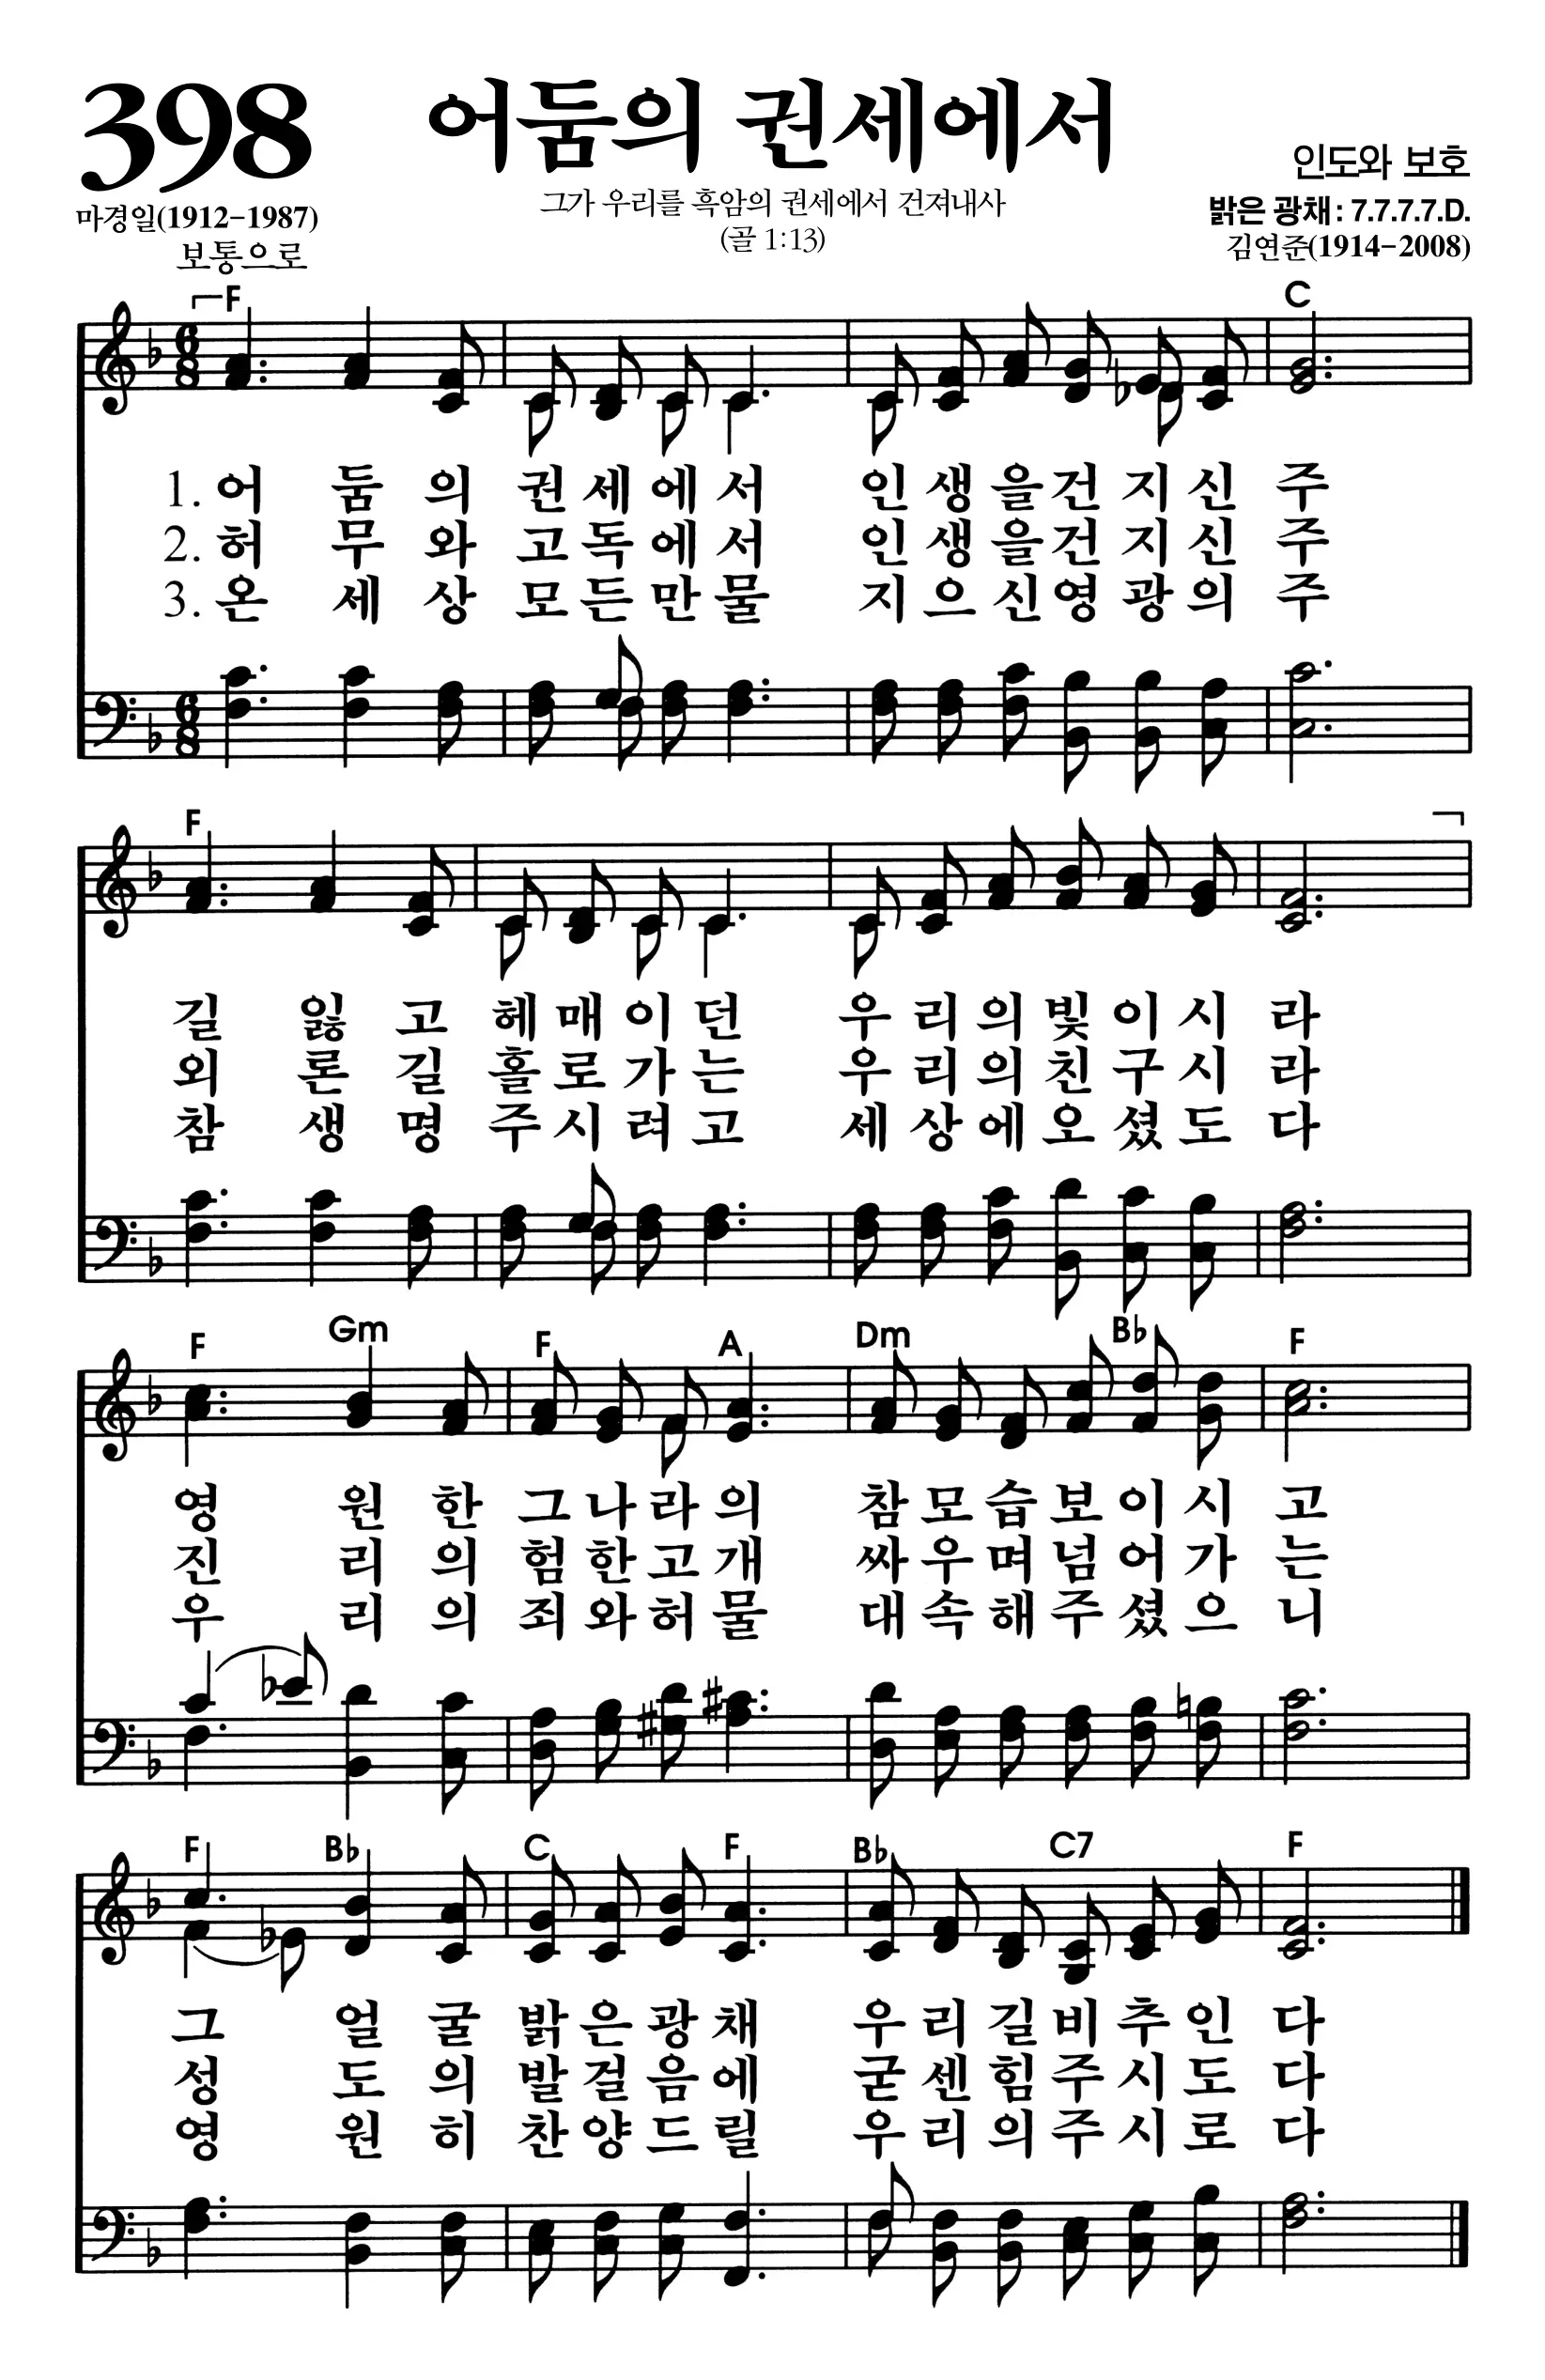 398
어둠의 권세에서
인도와 보호
마경일(1912-1987)
그가 우리를 흑암의 권세에서 건져내사
밝은 광채 : 7.7.7.7.D.
보통으로
(골 1:13)
김연준(1914-2008)
F C
1. 어 둠 의 권 세 에 서 인 생 을 건 지 신 주
2. 허 무 와 고 독 에 서 인 생 을 건 지 신 주
3. 온 세 상 모 든 만 물 지 으 신 영 광 의 주
F
길 잃 고 헤 매 이 던 우 리 의 빛 이 시 라
외 론 길 홀 로 가 는 우 리 의 친 구 시 라
참 생 명 주 시 려 고 세 상 에 오 셨 도 다
F Gm F A Dm B♭ F
영 원 한 그 나 라 의 참 모 습 보 이 시 고
진 리 의 험 한 고 개 싸 우 며 넘 어 가 는
우 리 의 죄 와 허 물 대 속 해 주 셨 으 니
F B♭ C F B♭ C7 F
그 얼 굴 밝 은 광 채 우 리 길 비 추 인 다
성 도 의 발 걸 음 에 굳 센 힘 주 시 도 다
영 원 히 찬 양 드 릴 우 리 의 주 시 로 다